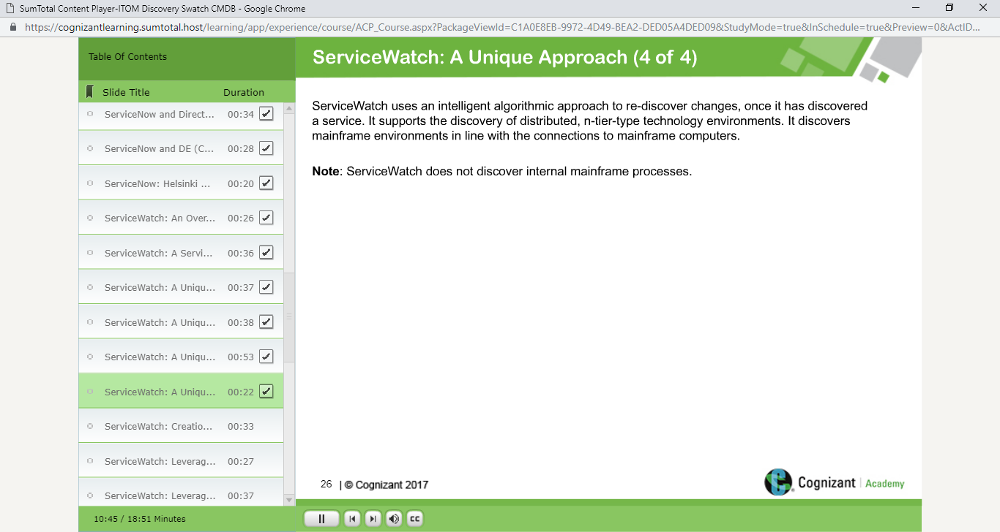 SumTotal Content Player-ITOM Discovery Swatch CMDB - Google Chrome
https://cognizantlearning.sumtotal.host/learning/app/experience/course/ACP_Course.aspx?PackageViewId=C1A0E8EB-9972-4D49-BEA2-DED05A4DED09&StudyMode=true&InSchedule=true&Preview=0&ActID...
Table Of Contents
Slide Title Duration
ServiceNow and Direct... 00:34
ServiceNow and DE (C... 00:28
ServiceNow: Helsinki ... 00:20
ServiceWatch: An Over... 00:26
ServiceWatch: A Servi... 00:36
ServiceWatch: A Uniqu... 00:37
ServiceWatch: A Uniqu... 00:38
ServiceWatch: A Uniqu... 00:53
ServiceWatch: A Uniqu... 00:22
ServiceWatch: Creatio... 00:33
ServiceWatch: Leverag... 00:27
ServiceWatch: Leverag... 00:37
10:45 / 18:51 Minutes
ServiceWatch: A Unique Approach (4 of 4)
ServiceWatch uses an intelligent algorithmic approach to re-discover changes, once it has discovered
a service. It supports the discovery of distributed, n-tier-type technology environments. It discovers
mainframe environments in line with the connections to mainframe computers.
Note: ServiceWatch does not discover internal mainframe processes.
26 | © Cognizant 2017
Cognizant | Academy
CC